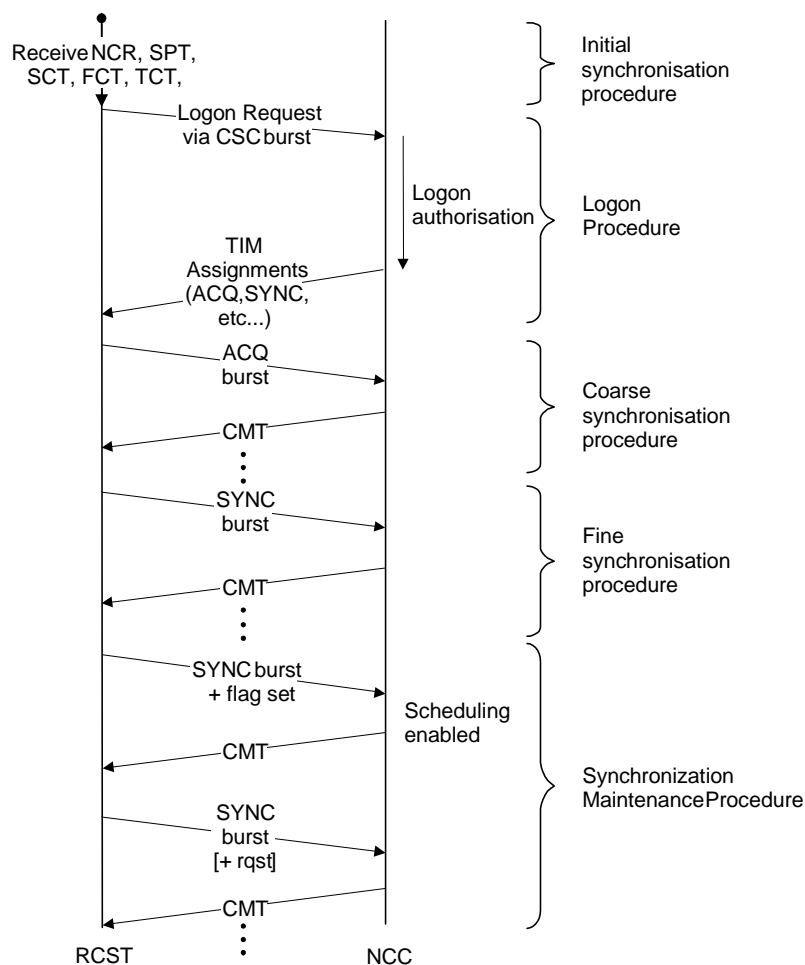 Receive NCR, SPT,
SCT, FCT, TCT,
Initial
synchronisation
procedure
Logon Request
via CSC burst
Logon
authorisation
Logon
Procedure
TIM
Assignments
(ACQ,SYNC,
etc...)
ACQ
burst
Coarse
synchronisation
procedure
CMT
SYNC
burst
Fine
synchronisation
procedure
CMT
SYNC burst
+ flag set
Scheduling
enabled
CMT
Synchronization
Maintenance Procedure
SYNC
burst
[+ rqst]
CMT
RCST
NCC